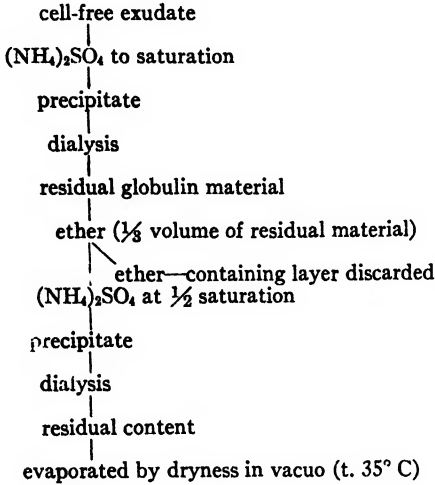 cell-free exudate
(NH₄)₂SO₄ to saturation
precipitate
dialysis
residual globulin material
ether (⅓ volume of residual material)
ether—containing layer discarded
(NH₄)₂SO₄ at ½ saturation
precipitate
dialysis
residual content
evaporated by dryness in vacuo (t. 35° C)